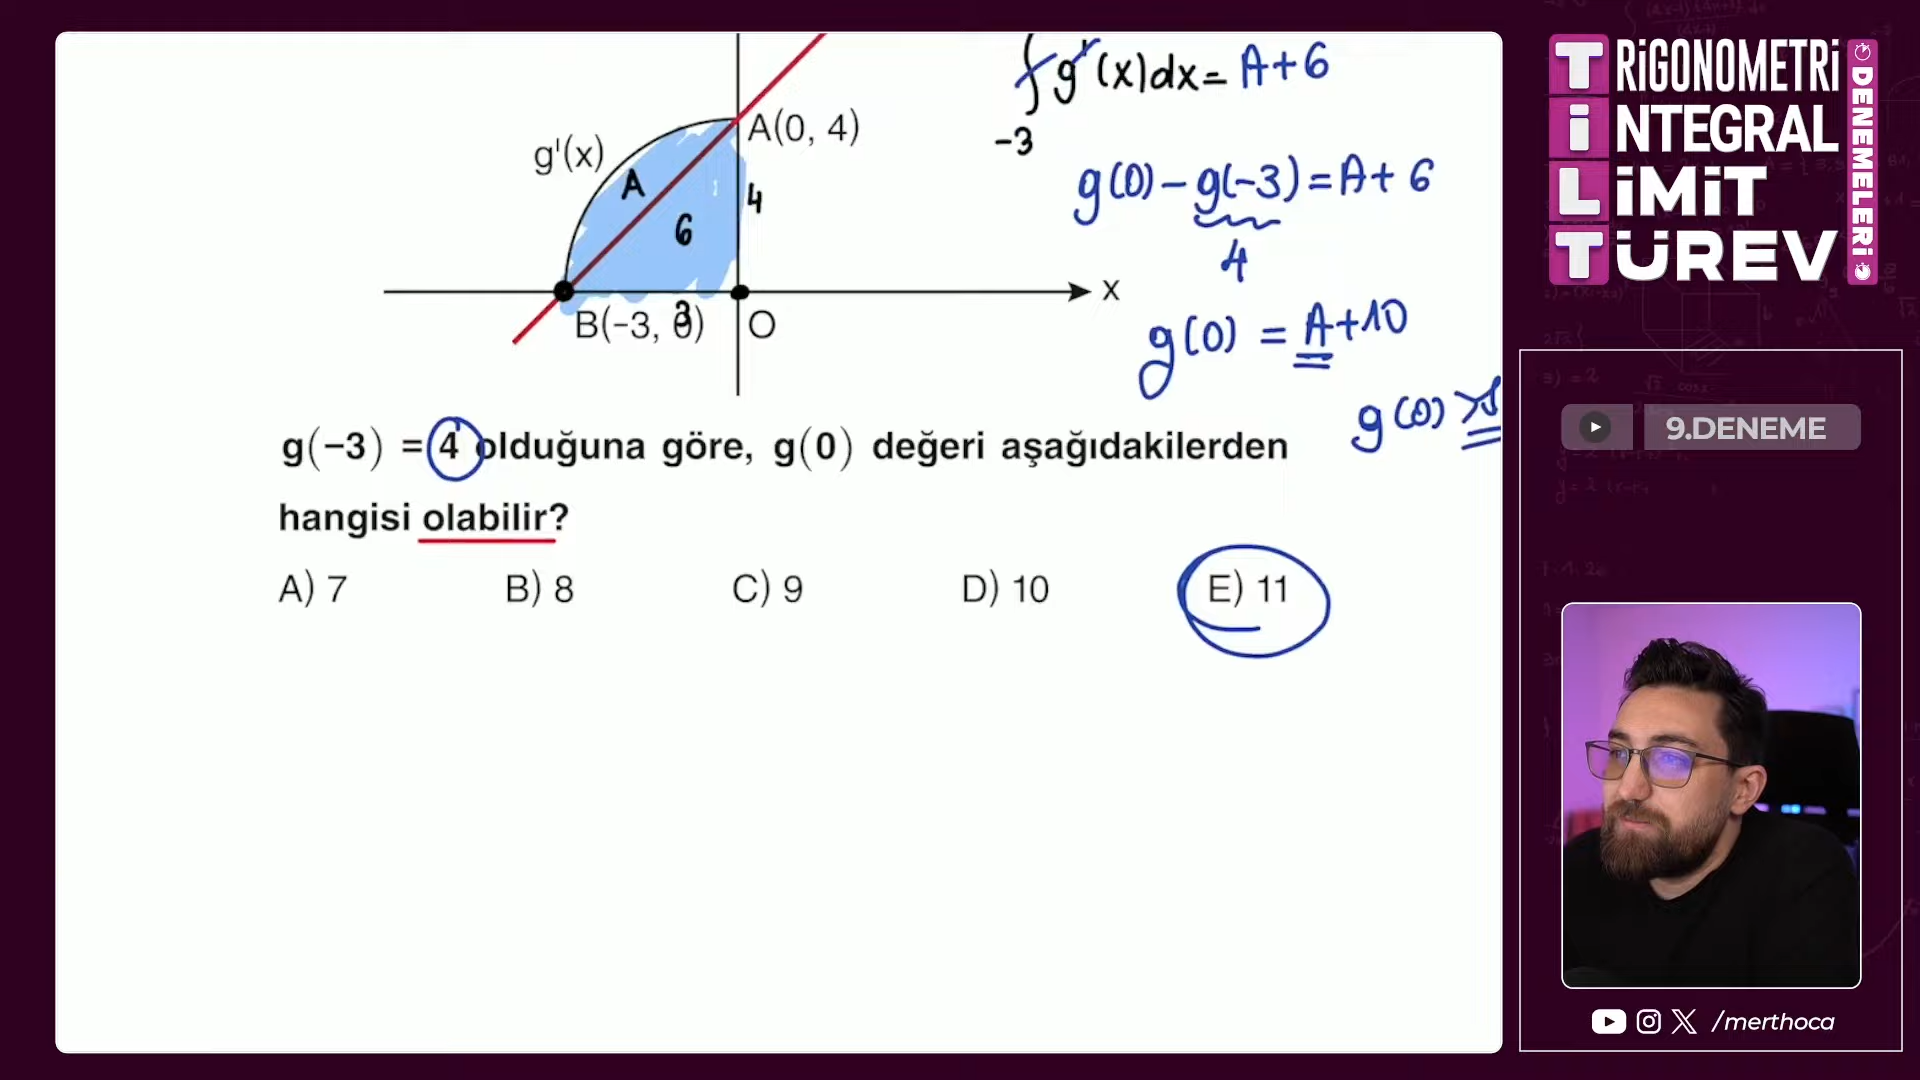 ∫ g'(x)dx = A+6
-3
A(0, 4)
g'(x)
A
4
6
g(0) - g(-3) = A + 6
4
x
B(-3, 0)
3
O
g(0) = A+10
g(0) >
g(-3) = 4 olduğuna göre, g(0) değeri aşağıdakilerden
hangisi olabilir?
A) 7 B) 8 C) 9 D) 10 E) 11
TRİGONOMETRİ
İNTEGRAL
LİMİT
TÜREV
DENEMELERİ
9.DENEME
/merthoca